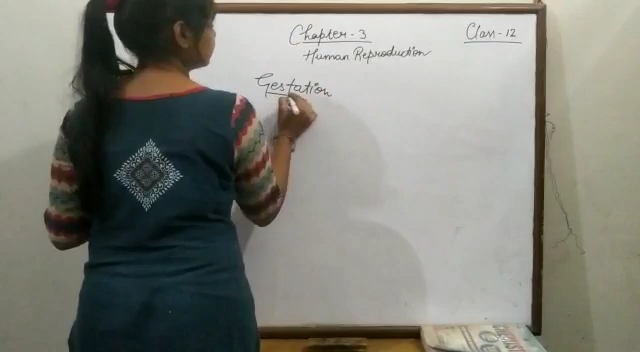 Chapter - 3
Class - 12
Human Reproduction
Gestation